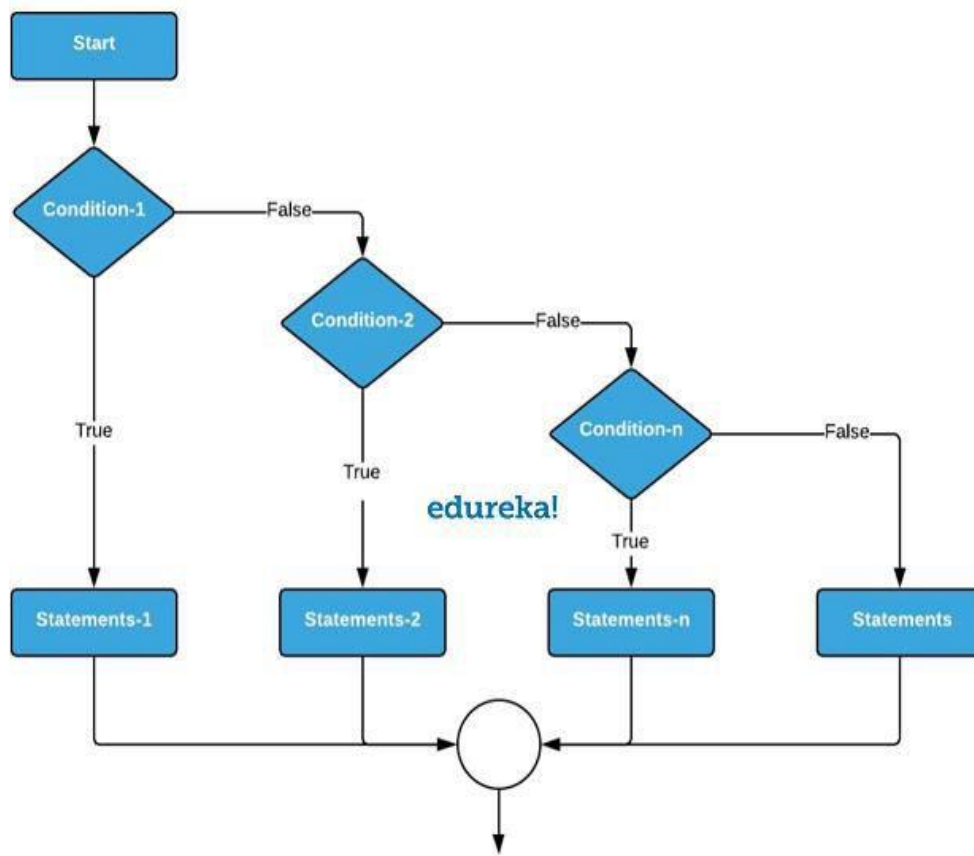 Start
Condition-1
False
Condition-2
False
Condition-n
False
True
True
edureka!
True
Statements-1
Statements-2
Statements-n
Statements